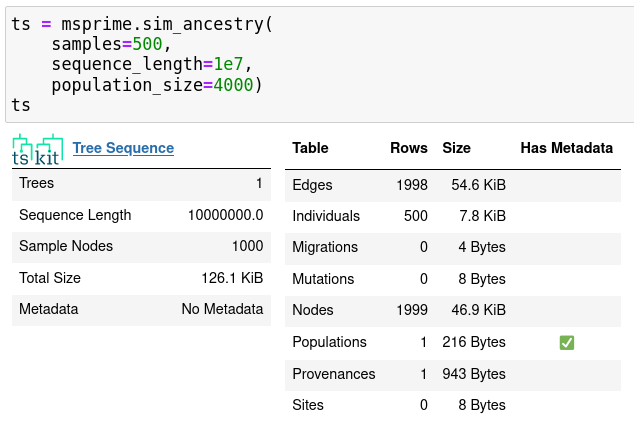 ts = msprime.sim_ancestry(
    samples=500,
    sequence_length=1e7,
    population_size=4000)
ts
tskit Tree Sequence
Trees 1
Sequence Length 10000000.0
Sample Nodes 1000
Total Size 126.1 KiB
Metadata No Metadata
Table Rows Size Has Metadata
Edges 1998 54.6 KiB
Individuals 500 7.8 KiB
Migrations 0 4 Bytes
Mutations 0 8 Bytes
Nodes 1999 46.9 KiB
Populations 1 216 Bytes ✅
Provenances 1 943 Bytes
Sites 0 8 Bytes